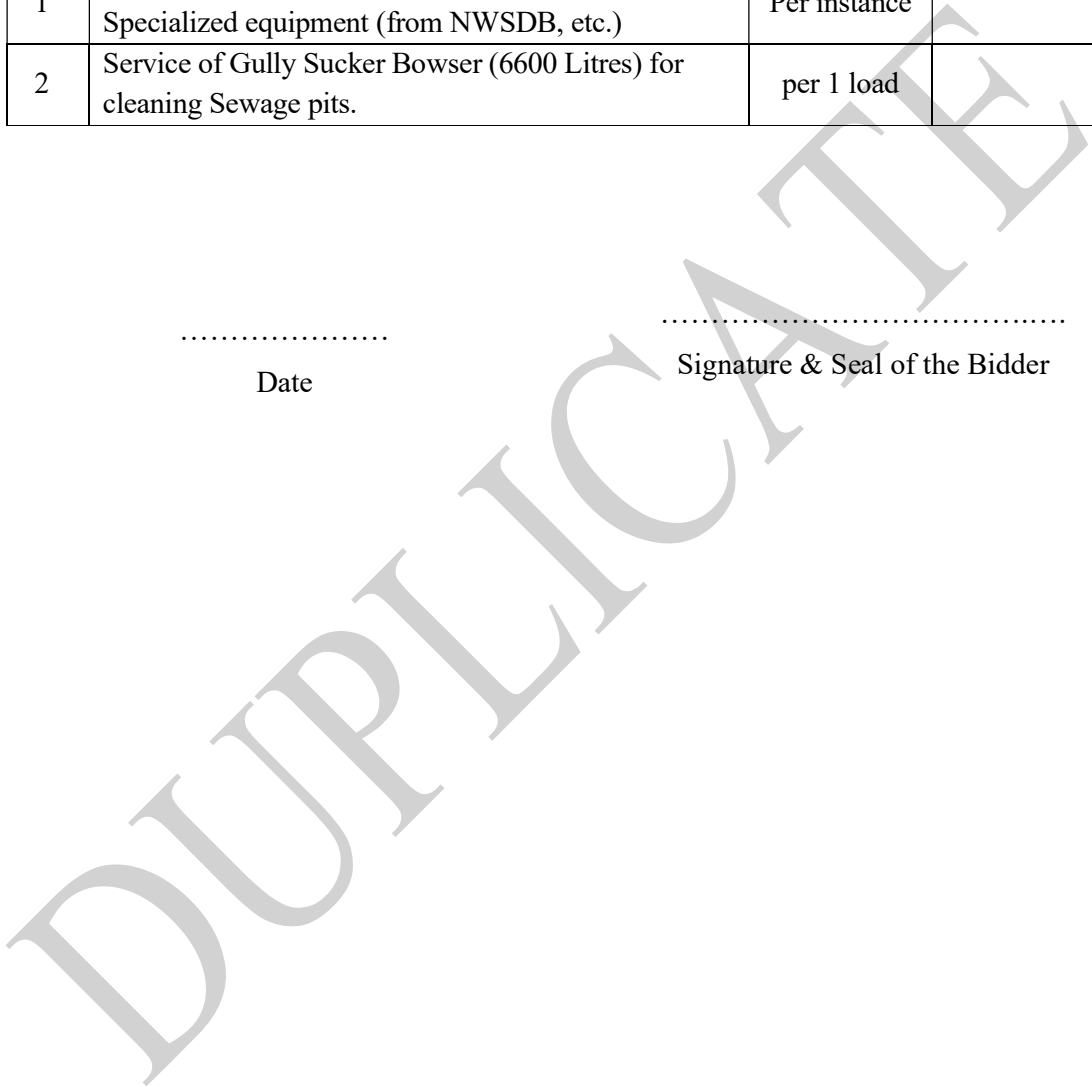 1
Specialized equipment (from NWSDB, etc.)
Per instance
2
Service of Gully Sucker Bowser (6600 Litres) for
cleaning Sewage pits.
per 1 load
…………………
Date
………………………………..….
Signature & Seal of the Bidder
DUPLICATE